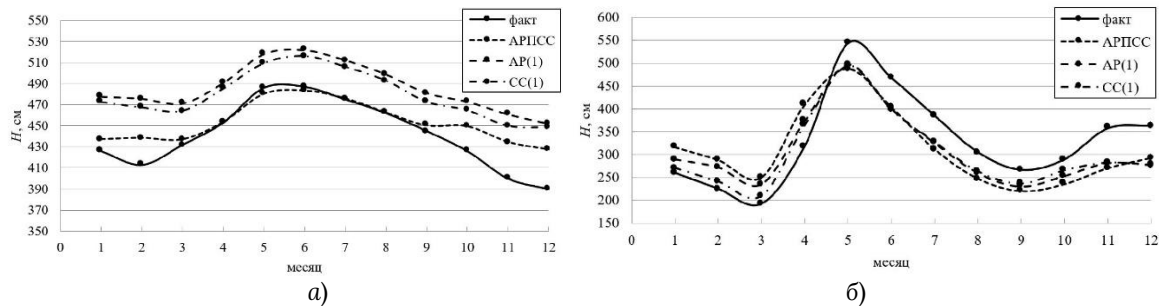 550
530
510
490
470
450
430
410
390
370
350
H, см
0 1 2 3 4 5 6 7 8 9 10 11 12
месяц
факт
АРПСС
АР(1)
СС(1)
а)
600
550
500
450
400
350
300
250
200
150
H, см
0 1 2 3 4 5 6 7 8 9 10 11 12
месяц
факт
АРПСС
АР(1)
СС(1)
б)